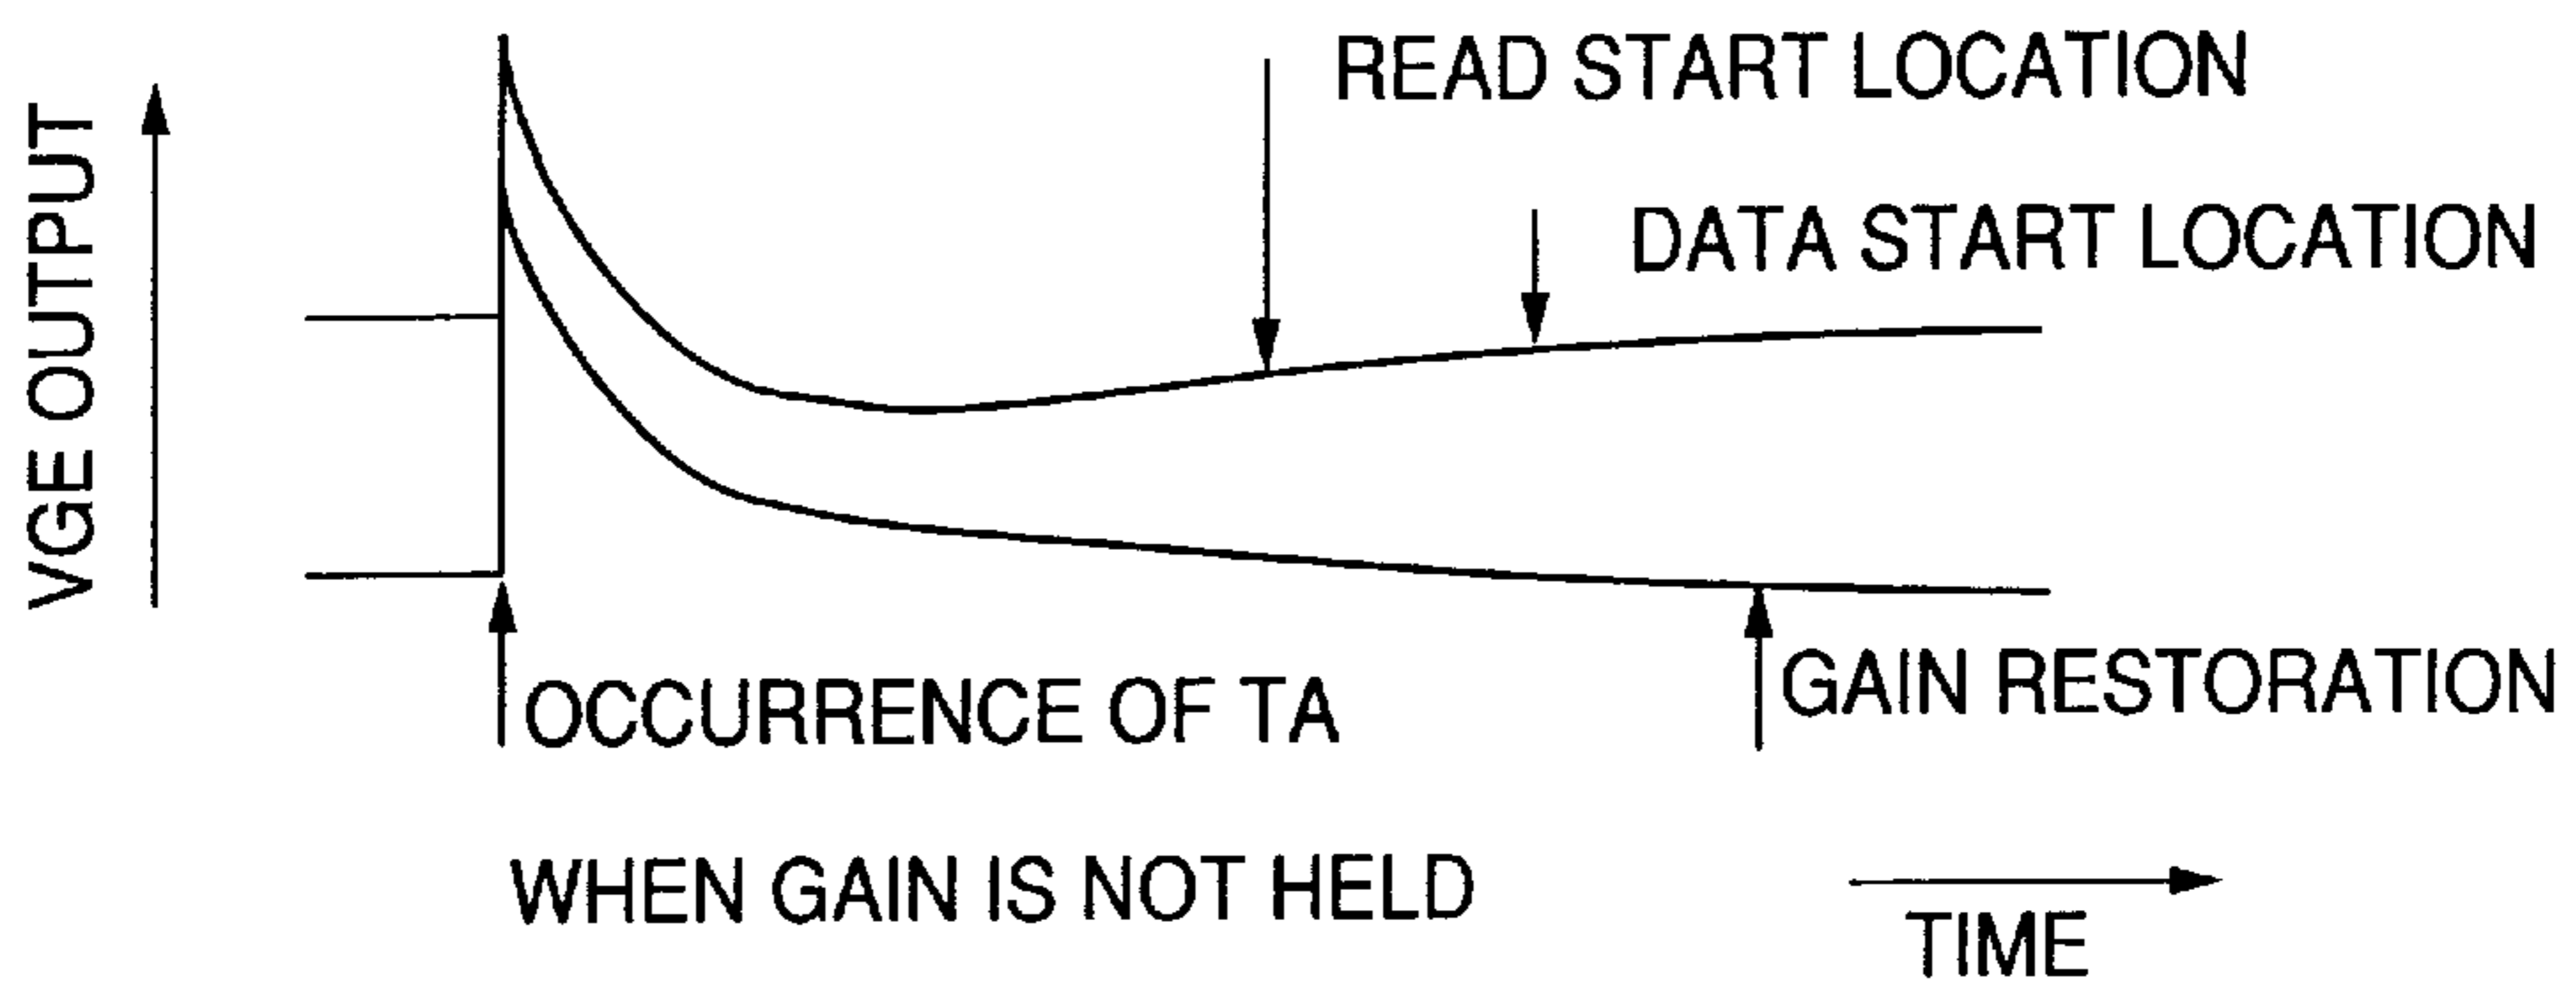 VGE OUTPUT
READ START LOCATION
DATA START LOCATION
OCCURRENCE OF TA
GAIN RESTORATION
WHEN GAIN IS NOT HELD
TIME